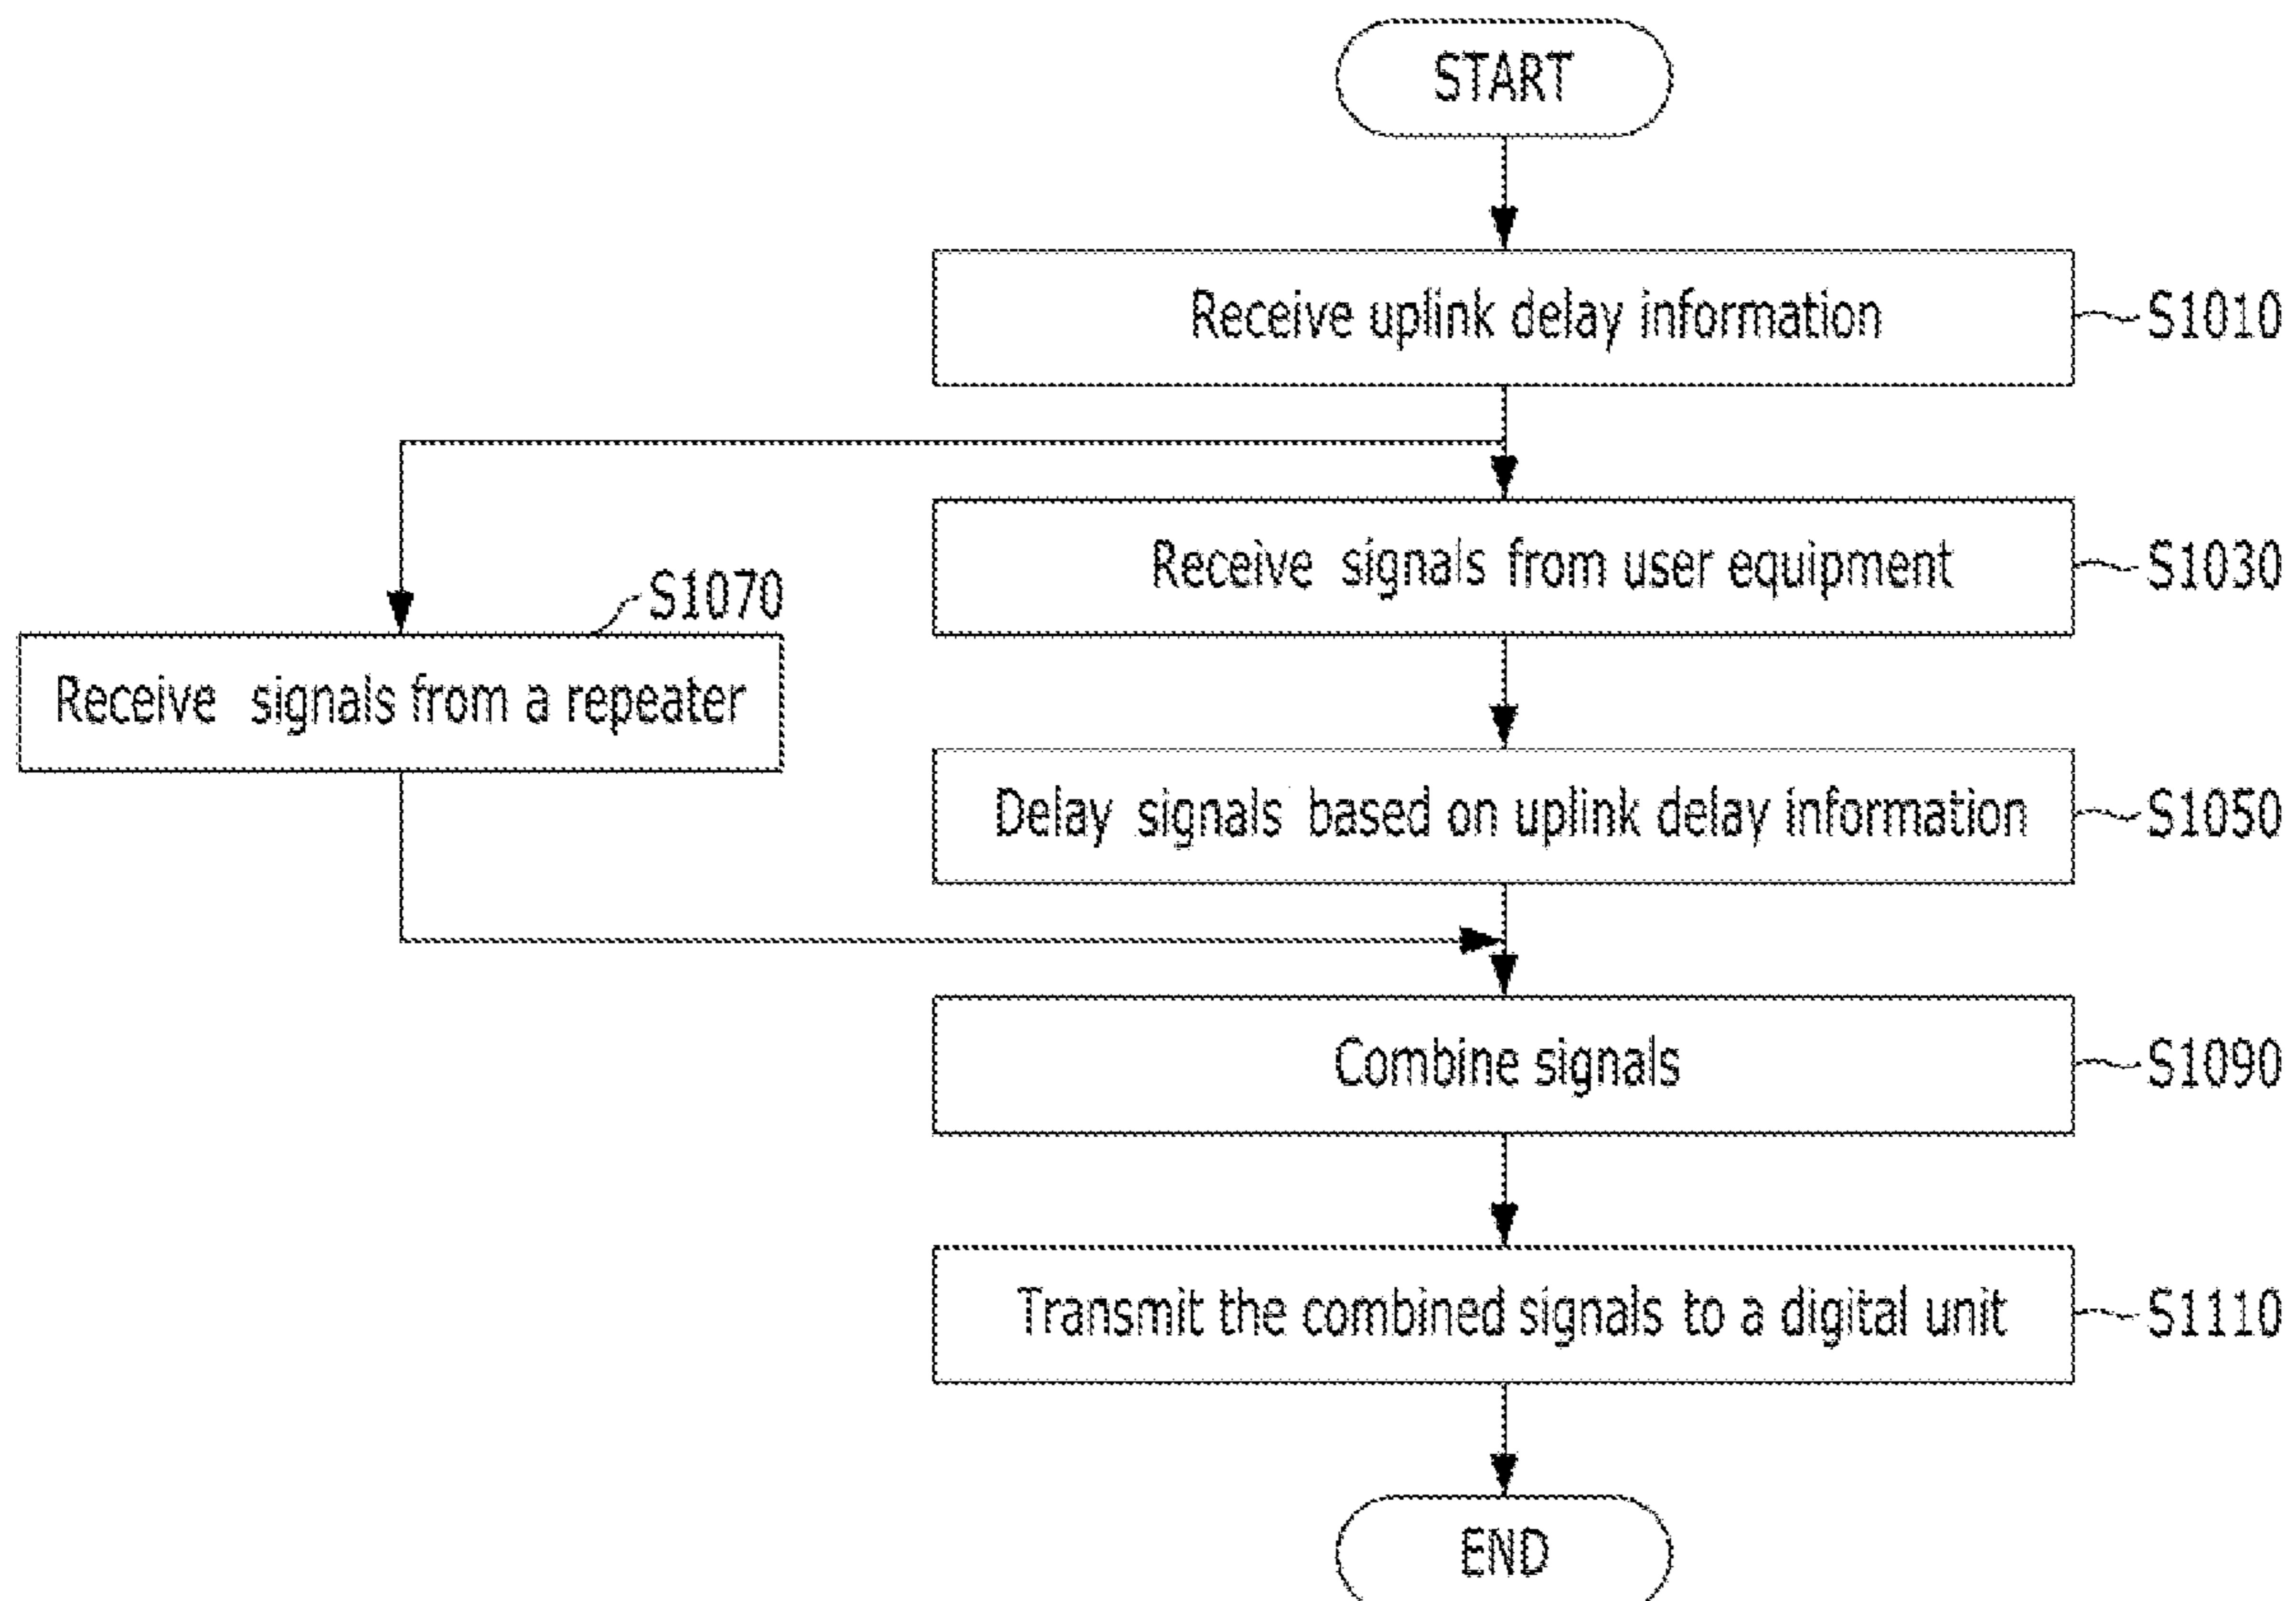 START
Receive uplink delay information
S1010
Receive signals from user equipment
S1030
S1070
Receive signals from a repeater
Delay signals based on uplink delay information
S1050
Combine signals
S1090
Transmit the combined signals to a digital unit
S1110
END